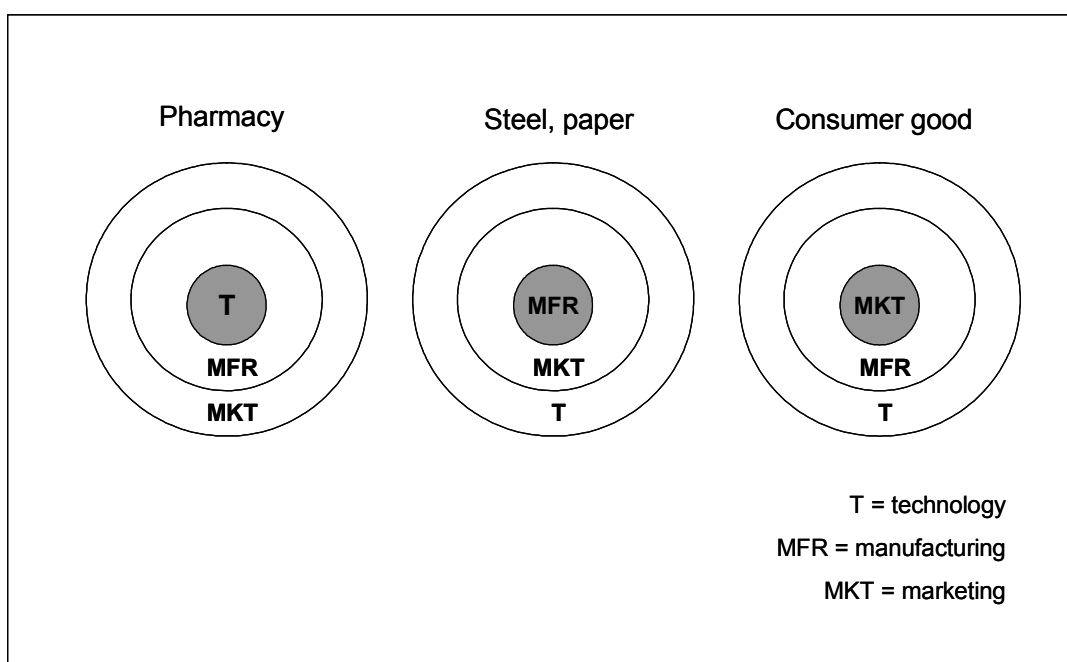 Pharmacy
Steel, paper
Consumer good
T
MFR
MKT
MFR
MKT
MFR
MKT
T
T
T = technology
MFR = manufacturing
MKT = marketing